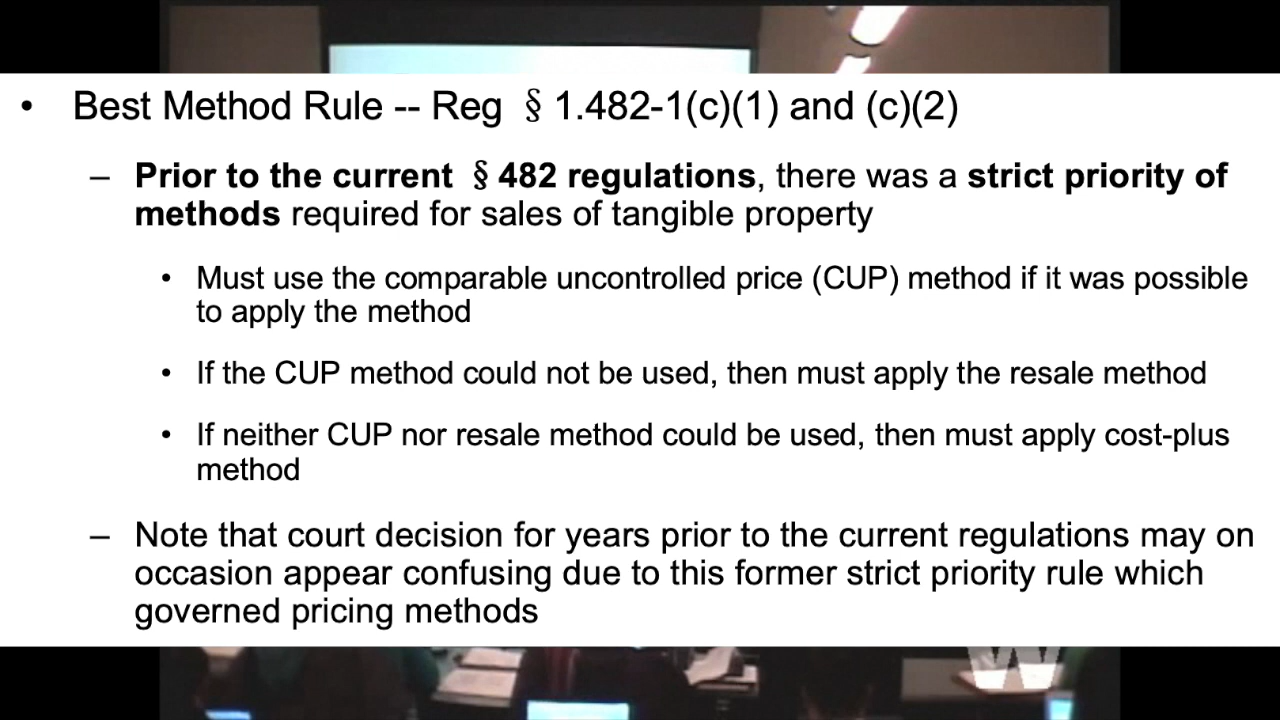 • Best Method Rule -- Reg § 1.482-1(c)(1) and (c)(2)
– Prior to the current § 482 regulations, there was a strict priority of
methods required for sales of tangible property
• Must use the comparable uncontrolled price (CUP) method if it was possible
to apply the method
• If the CUP method could not be used, then must apply the resale method
• If neither CUP nor resale method could be used, then must apply cost-plus
method
– Note that court decision for years prior to the current regulations may on
occasion appear confusing due to this former strict priority rule which
governed pricing methods
W